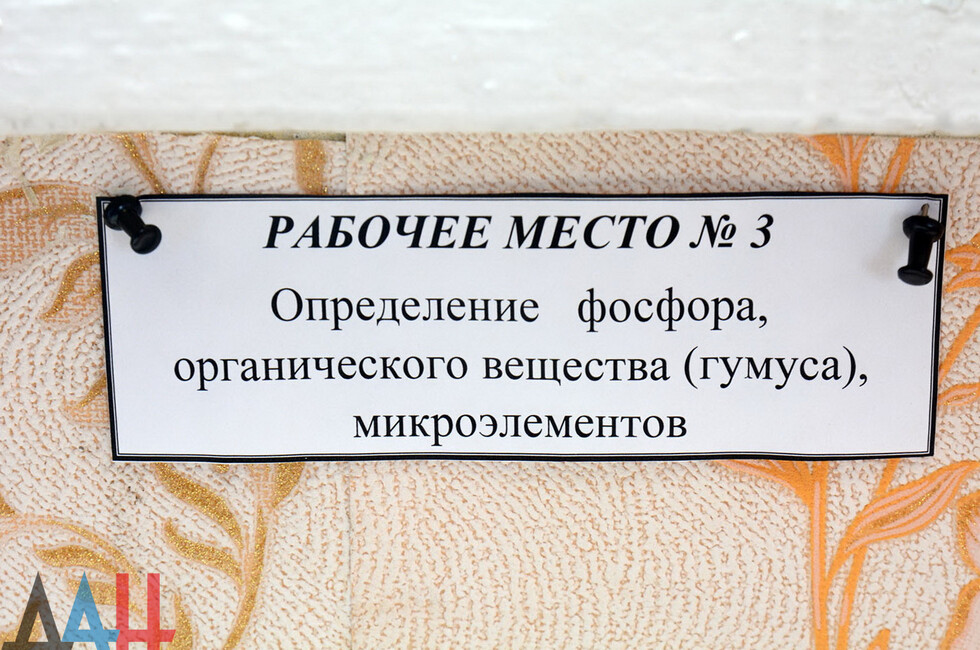 РАБОЧЕЕ МЕСТО № 3
Определение фосфора,
органического вещества (гумуса),
микроэлементов
ДАН